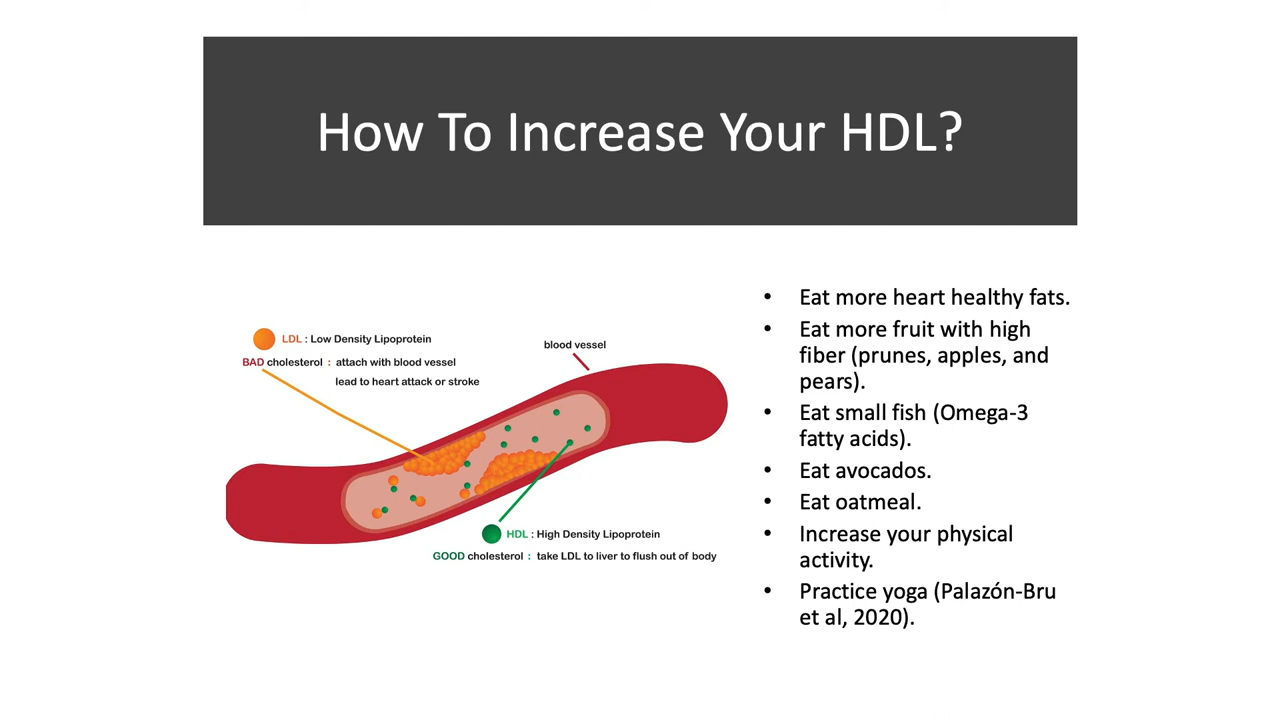 How To Increase Your HDL?
LDL : Low Density Lipoprotein
BAD cholesterol : attach with blood vessel
lead to heart attack or stroke
blood vessel
HDL : High Density Lipoprotein
GOOD cholesterol : take LDL to liver to flush out of body
• Eat more heart healthy fats.
• Eat more fruit with high
fiber (prunes, apples, and
pears).
• Eat small fish (Omega-3
fatty acids).
• Eat avocados.
• Eat oatmeal.
• Increase your physical
activity.
• Practice yoga (Palazón-Bru
et al, 2020).